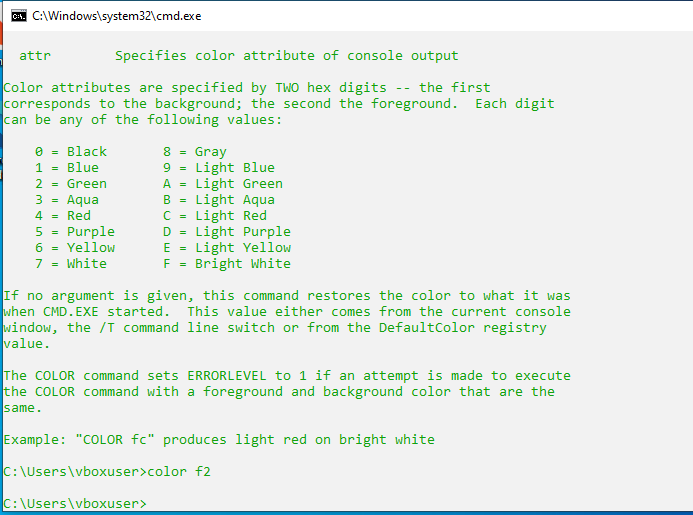 C:\Windows\system32\cmd.exe
attr        Specifies color attribute of console output
Color attributes are specified by TWO hex digits -- the first
corresponds to the background; the second the foreground.  Each digit
can be any of the following values:
0 = Black       8 = Gray
1 = Blue        9 = Light Blue
2 = Green       A = Light Green
3 = Aqua        B = Light Aqua
4 = Red         C = Light Red
5 = Purple      D = Light Purple
6 = Yellow      E = Light Yellow
7 = White       F = Bright White
If no argument is given, this command restores the color to what it was
when CMD.EXE started.  This value either comes from the current console
window, the /T command line switch or from the DefaultColor registry
value.
The COLOR command sets ERRORLEVEL to 1 if an attempt is made to execute
the COLOR command with a foreground and background color that are the
same.
Example: "COLOR fc" produces light red on bright white
C:\Users\vboxuser>color f2
C:\Users\vboxuser>